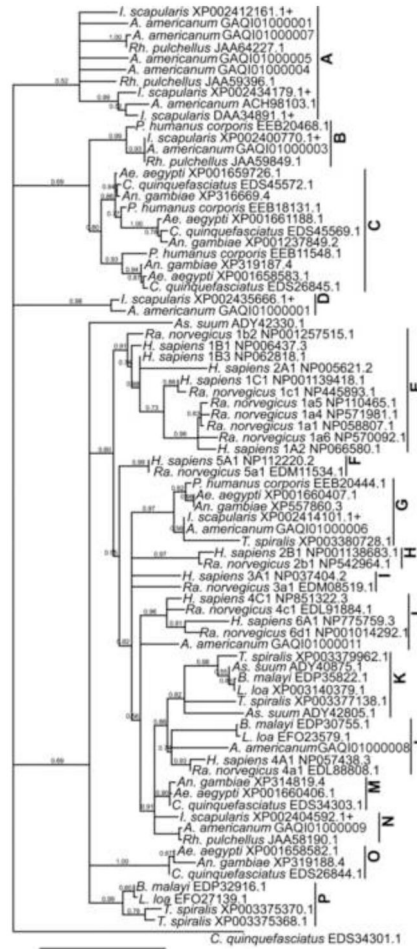 I. scapularis XP002412161.1+
A. americanum GAQI01000001
A. americanum GAQI01000007
Rh. pulchellus JAA64227.1
A. americanum GAQI01000005
A. americanum GAQI01000004
Rh. pulchellus JAA59396.1
I. scapularis XP002434179.1+
A. americanum ACH98103.1
I. scapularis DAA34891.1+
A
P. humanus corporis EEB20468.1
I. scapularis XP002400770.1+
A. americanum GAQI01000003
Rh. pulchellus JAA59849.1
B
Ae. aegypti XP001659726.1
C. quinquefasciatus EDS45572.1
An. gambiae XP316669.4
P. humanus corporis EEB18131.1
Ae. aegypti XP001661188.1
C. quinquefasciatus EDS45569.1
An. gambiae XP001237849.2
P. humanus corporis EEB11548.1
An. gambiae XP319187.4
Ae. aegypti XP001658583.1
C. quinquefasciatus EDS26845.1
C
I. scapularis XP002435666.1+
A. americanum GAQI01000001
D
As. suum ADY42330.1
Ra. norvegicus 1b2 NP001257515.1
H. sapiens 1B1 NP006437.3
H. sapiens 1B3 NP062818.1
H. sapiens 2A1 NP005621.2
H. sapiens 1C1 NP001139418.1
Ra. norvegicus 1c1 NP445893.1
Ra. norvegicus 1a5 NP110465.1
Ra. norvegicus 1a4 NP571981.1
Ra. norvegicus 1a1 NP058807.1
Ra. norvegicus 1a6 NP570092.1
H. sapiens 1A2 NP066580.1
E
H. sapiens 5A1 NP112220.2
Ra. norvegicus 5a1 EDM11534.1
F
P. humanus corporis EEB20444.1
Ae. aegypti XP001660407.1
An. gambiae XP557860.3
I. scapularis XP002414101.1+
A. americanum GAQI01000006
T. spiralis XP003380728.1
G
H. sapiens 2B1 NP001138683.1
Ra. norvegicus 2b1 NP542964.1
H
H. sapiens 3A1 NP037404.2
Ra. norvegicus 3a1 EDM08519.1
I
H. sapiens 4C1 NP851322.3
Ra. norvegicus 4c1 EDL91884.1
H. sapiens 6A1 NP775759.3
Ra. norvegicus 6d1 NP001014292.1
A. americanum GAQI01000011
T. spiralis XP003379962.1
As. suum ADY40875.1
B. malayi EDP35822.1
L. loa XP003140379.1
T. spiralis XP003377138.1
As. suum ADY42805.1
K
B. malayi EDP30755.1
L. loa EFO23579.1
A. americanum GAQI01000008
H. sapiens 4A1 NP057438.3
Ra. norvegicus 4a1 EDL88808.1
An. gambiae XP314819.4
Ae. aegypti XP001660406.1
C. quinquefasciatus EDS34303.1
M
I. scapularis XP002404592.1+
A. americanum GAQI01000009
Rh. pulchellus JAA58190.1
N
Ae. aegypti XP001658582.1
An. gambiae XP319188.4
C. quinquefasciatus EDS26844.1
O
B. malayi EDP32916.1
L. loa EFO27139.1
T. spiralis XP003375370.1
T. spiralis XP003375368.1
P
C. quinquefasciatus EDS34301.1